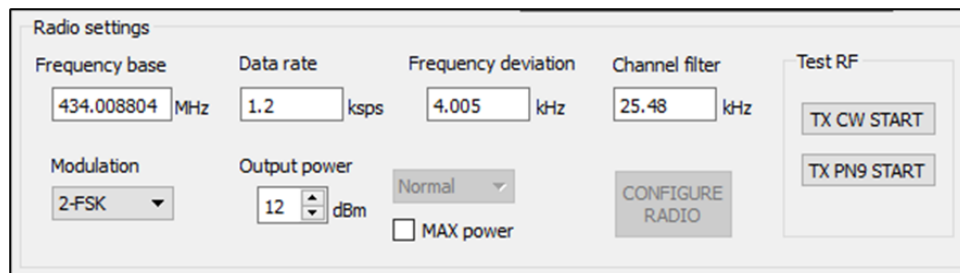 Radio settings
Frequency base
Data rate
Frequency deviation
Channel filter
Test RF
434.008804 MHz
1.2 ksps
4.005 kHz
25.48 kHz
TX CW START
Modulation
Output power
TX PN9 START
2-FSK
12 dBm
Normal
MAX power
CONFIGURE
RADIO